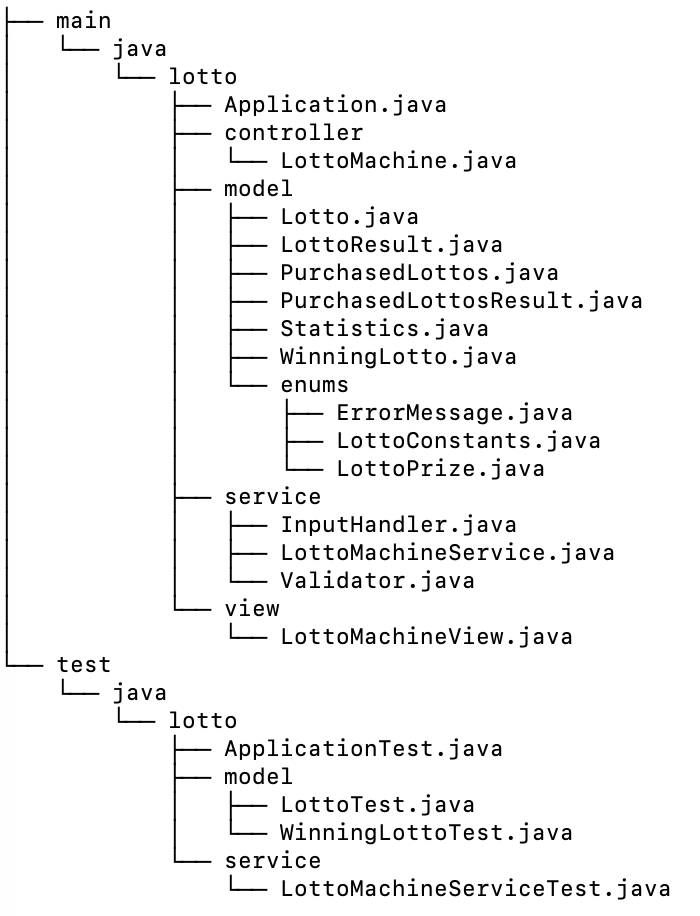 ├── main
│   └── java
│       └── lotto
│           ├── Application.java
│           ├── controller
│           │   └── LottoMachine.java
│           ├── model
│           │   ├── Lotto.java
│           │   ├── LottoResult.java
│           │   ├── PurchasedLottos.java
│           │   ├── PurchasedLottosResult.java
│           │   ├── Statistics.java
│           │   ├── WinningLotto.java
│           │   └── enums
│           │       ├── ErrorMessage.java
│           │       ├── LottoConstants.java
│           │       └── LottoPrize.java
│           ├── service
│           │   ├── InputHandler.java
│           │   ├── LottoMachineService.java
│           │   └── Validator.java
│           └── view
│               └── LottoMachineView.java
└── test
    └── java
        └── lotto
            ├── ApplicationTest.java
            ├── model
            │   ├── LottoTest.java
            │   └── WinningLottoTest.java
            └── service
                └── LottoMachineServiceTest.java